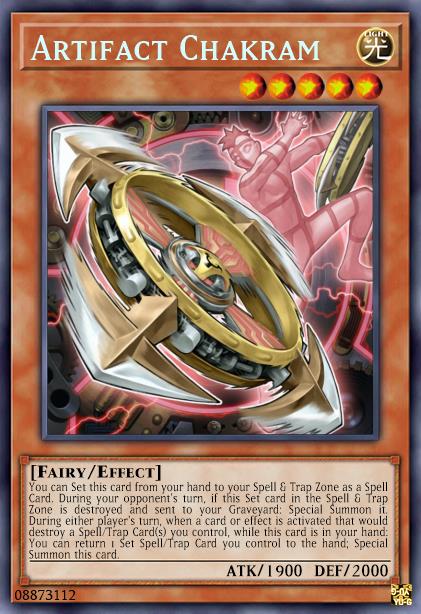 Artifact Chakram
LIGHT
光
[Fairy/Effect]
You can Set this card from your hand to your Spell & Trap Zone as a Spell
Card. During your opponent's turn, if this Set card in the Spell & Trap
Zone is destroyed and sent to your Graveyard: Special Summon it.
During either player's turn, when a card or effect is activated that would
destroy a Spell/Trap Card(s) you control, while this card is in your hand:
You can return 1 Set Spell/Trap Card you control to the hand; Special
Summon this card.
ATK/1900 DEF/2000
08873112